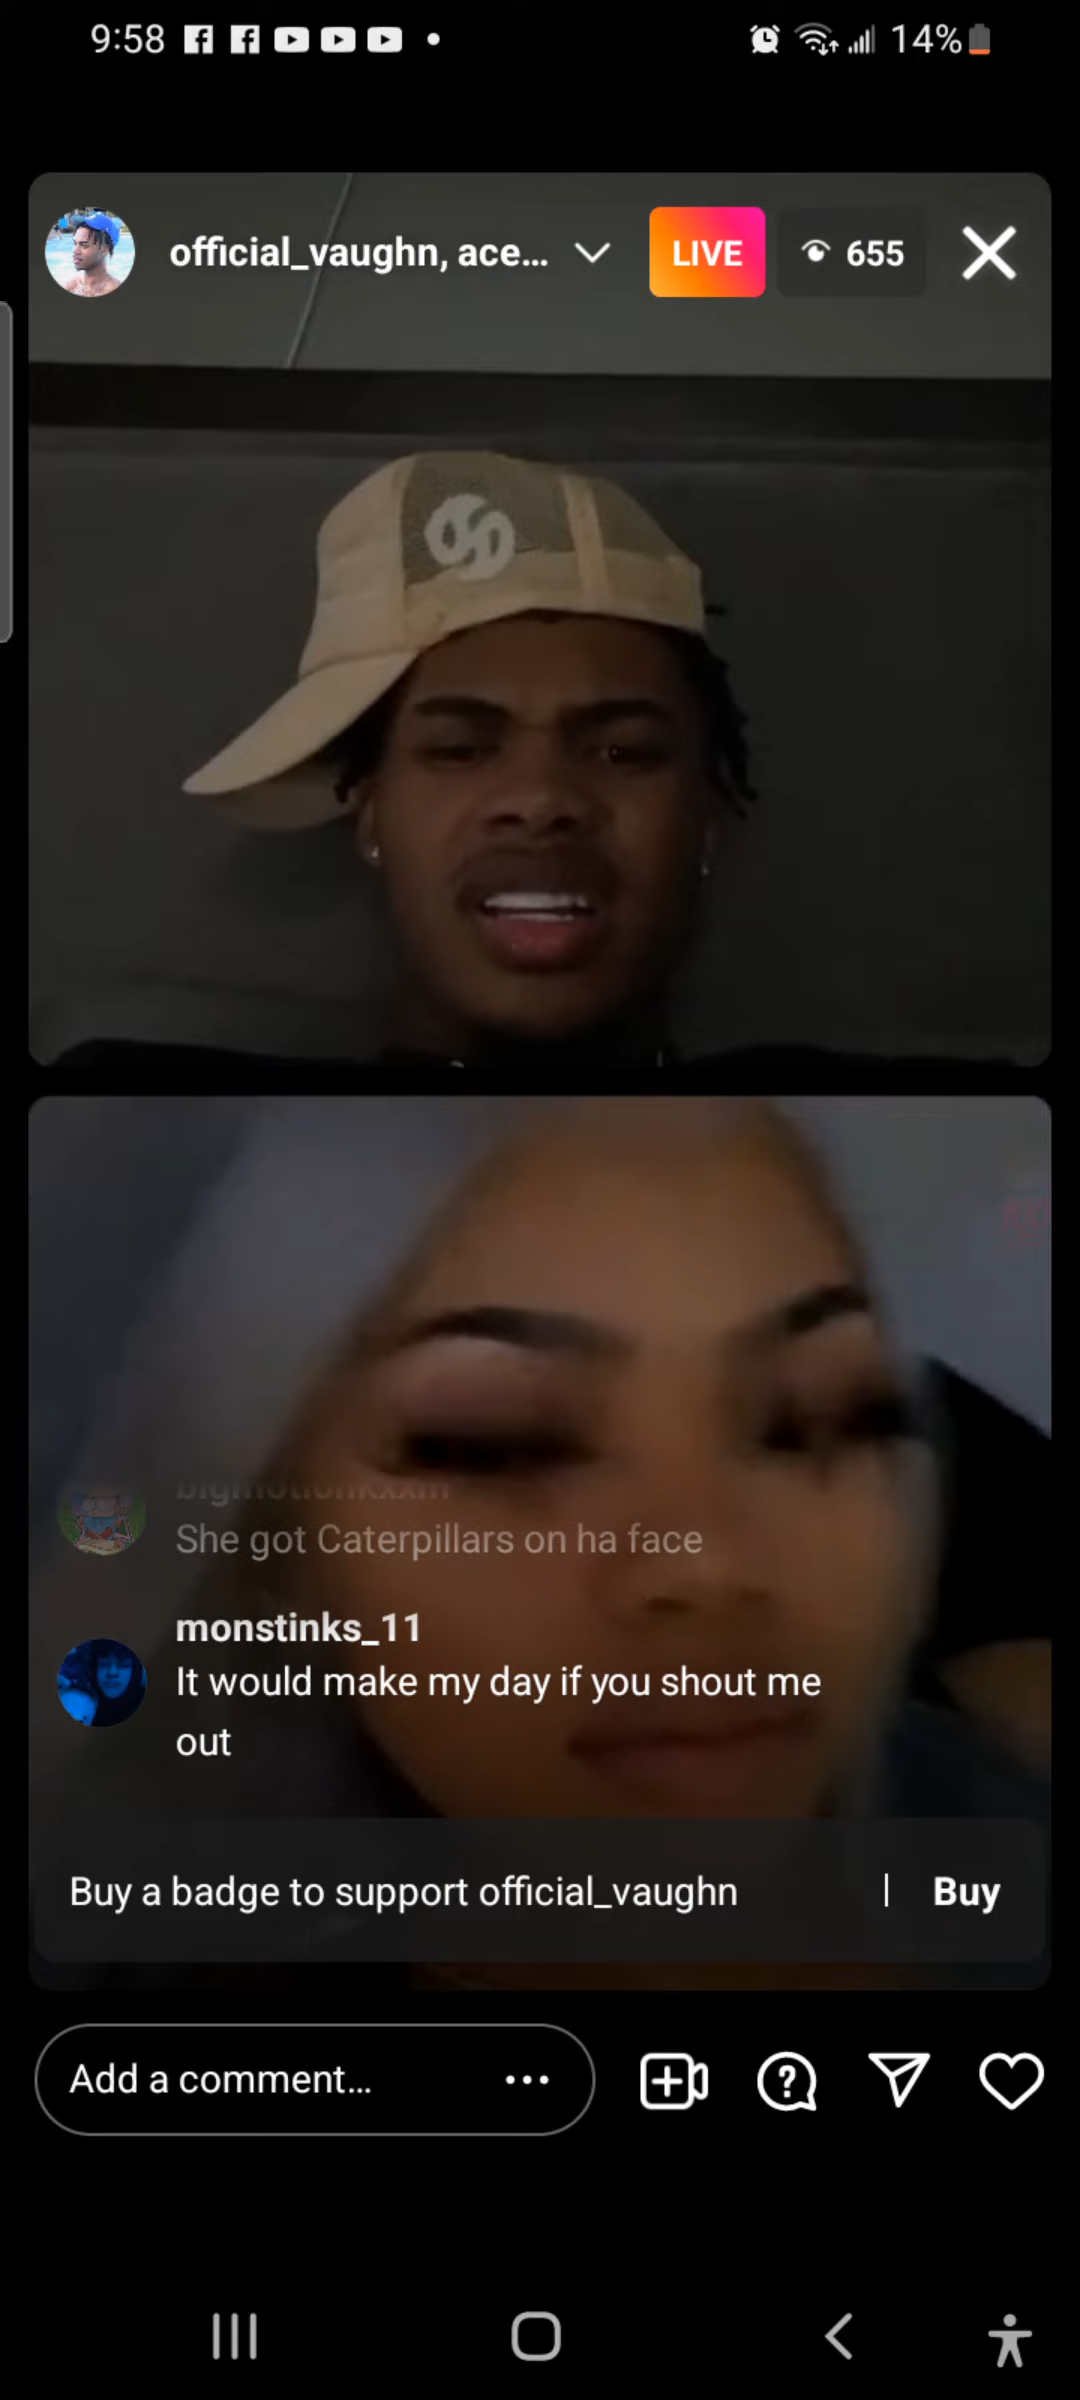 9:58
14%
official_vaughn, ace...
LIVE
655
She got Caterpillars on ha face
monstinks_11
It would make my day if you shout me
out
Buy a badge to support official_vaughn | Buy
Add a comment...